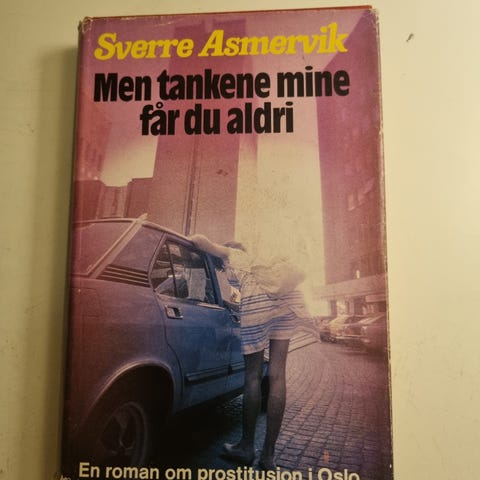 Sverre Asmervik
Men tankene mine
får du aldri
En roman om prostitusjon i Oslo